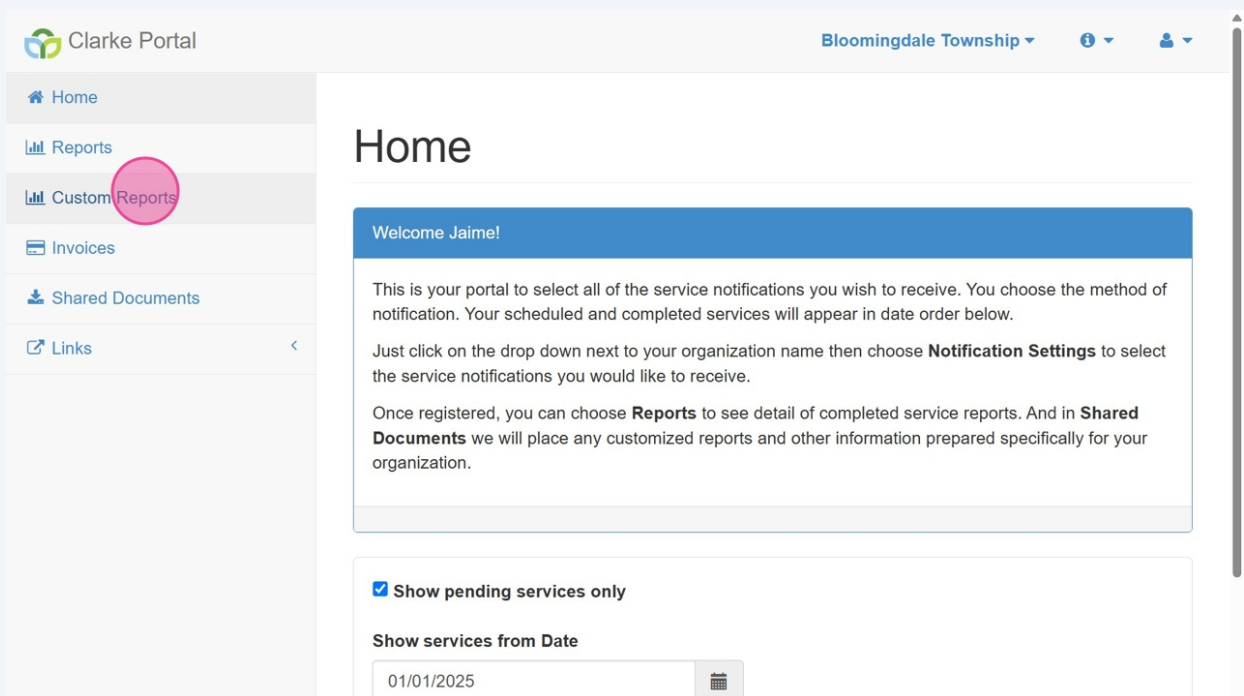 Clarke Portal
Bloomingdale Township
Home
Reports
Custom Reports
Invoices
Shared Documents
Links
Home
Welcome Jaime!
This is your portal to select all of the service notifications you wish to receive. You choose the method of
notification. Your scheduled and completed services will appear in date order below.
Just click on the drop down next to your organization name then choose Notification Settings to select
the service notifications you would like to receive.
Once registered, you can choose Reports to see detail of completed service reports. And in Shared
Documents we will place any customized reports and other information prepared specifically for your
organization.
Show pending services only
Show services from Date
01/01/2025